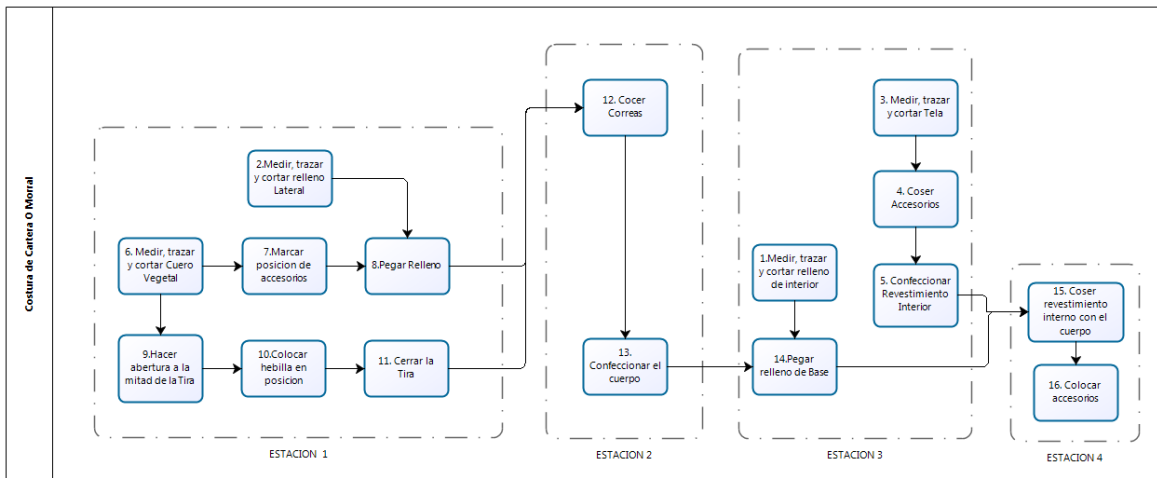 Costura de Cartera O Morral
2.Medir, trazar
y cortar relleno
Lateral
6. Medir, trazar
y cortar Cuero
Vegetal
7.Marcar
posicion de
accesorios
8.Pegar Relleno
9.Hacer
abertura a la
mitad de la Tira
10.Colocar
hebilla en
posicion
11. Cerrar la
Tira
ESTACION 1
12. Cocer
Correas
13.
Confeccionar el
cuerpo
ESTACION 2
3. Medir, trazar
y cortar Tela
4. Coser
Accesorios
1.Medir, trazar
y cortar relleno
de interior
5. Confeccionar
Revestimiento
Interior
14.Pegar
relleno de Base
ESTACION 3
15. Coser
revestimiento
interno con el
cuerpo
16. Colocar
accesorios
ESTACION 4